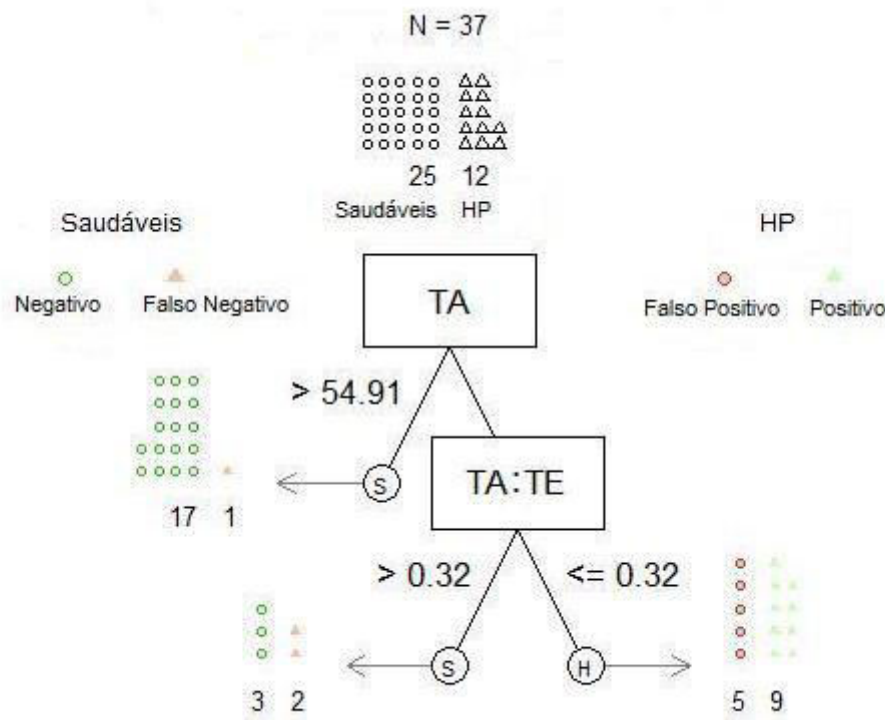 N = 37
25 12
Saudáveis HP
Saudáveis
Negativo Falso Negativo
HP
Falso Positivo Positivo
TA
> 54.91
S
17 1
TA:TE
> 0.32
<= 0.32
S
H
3 2
5 9